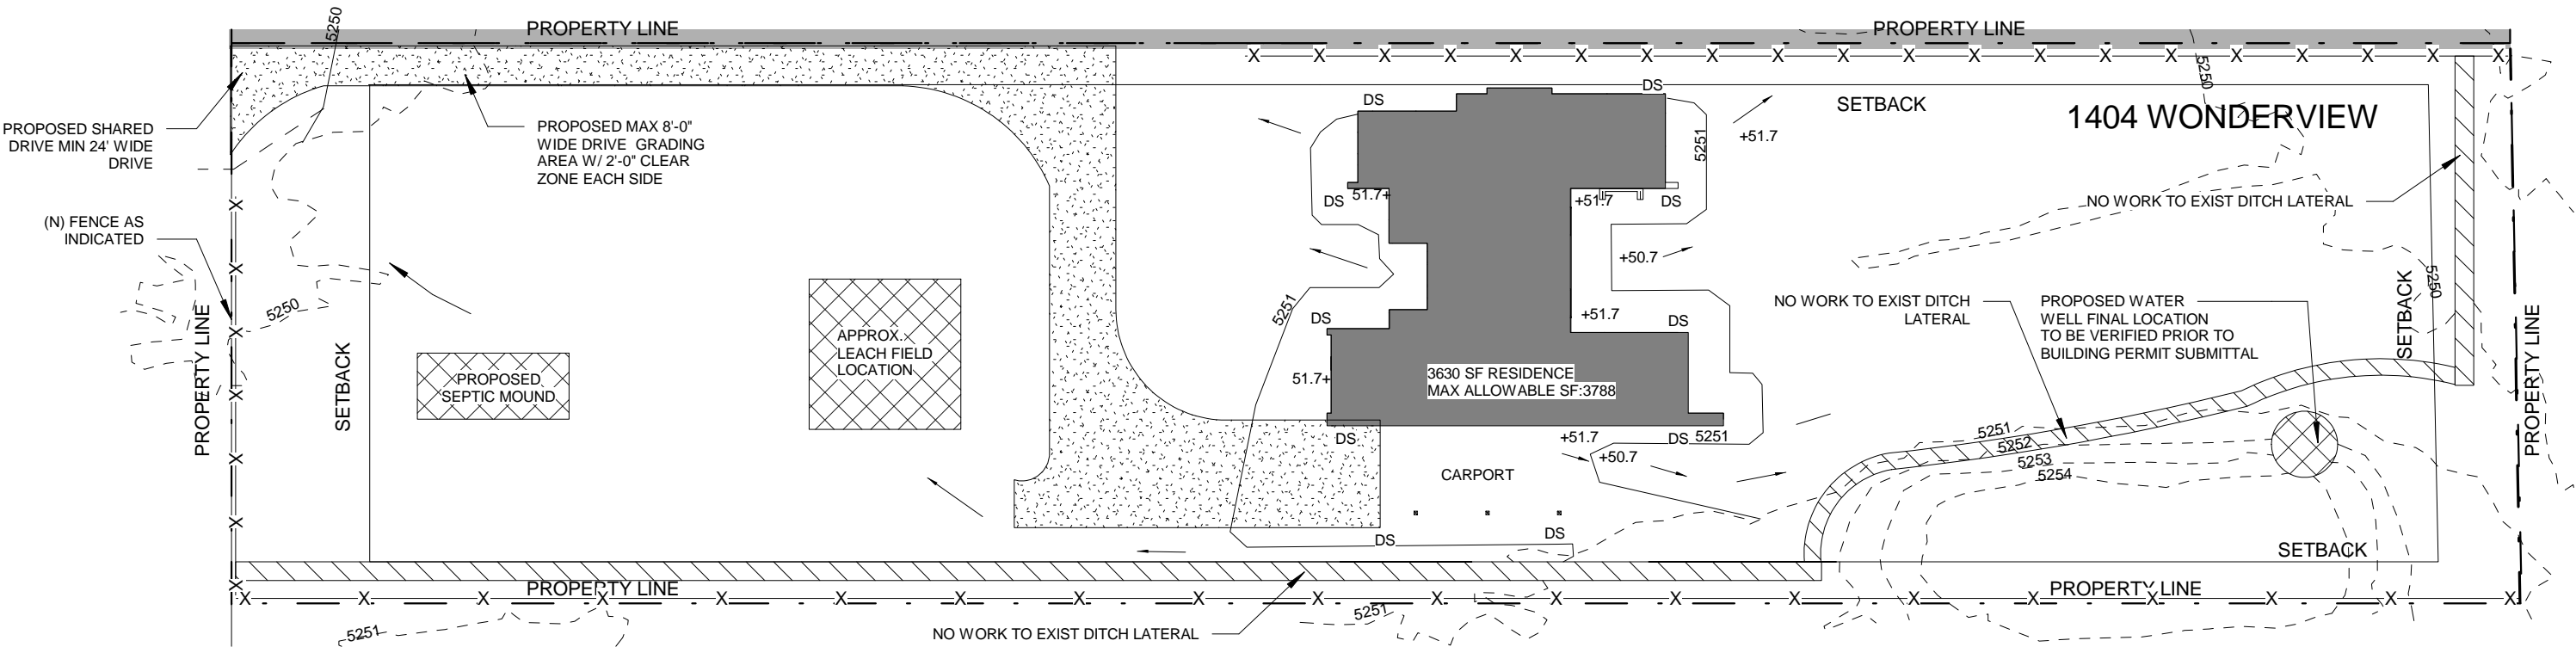 5250
PROPERTY LINE
PROPERTY LINE
5250
DS
DS
SETBACK
1404 WONDERVIEW
PROPOSED SHARED
DRIVE MIN 24' WIDE
DRIVE
PROPOSED MAX 8'-0"
WIDE DRIVE GRADING
AREA W/ 2'-0" CLEAR
ZONE EACH SIDE
5251
+51.7
(N) FENCE AS
INDICATED
DS
51.7+
+51.7
DS
NO WORK TO EXIST DITCH LATERAL
+50.7
5250
5250
5251
DS
+51.7
DS
NO WORK TO EXIST DITCH
LATERAL
PROPOSED WATER
WELL FINAL LOCATION
TO BE VERIFIED PRIOR TO
BUILDING PERMIT SUBMITTAL
SETBACK
PROPERTY LINE
PROPERTY LINE
SETBACK
APPROX.
LEACH FIELD
LOCATION
PROPOSED
SEPTIC MOUND
51.7+
3630 SF RESIDENCE
MAX ALLOWABLE SF:3788
DS
+51.7
DS
5251
+50.7
CARPORT
5251
5252
5253
5254
DS
DS
SETBACK
PROPERTY LINE
PROPERTY LINE
5251
5251
NO WORK TO EXIST DITCH LATERAL